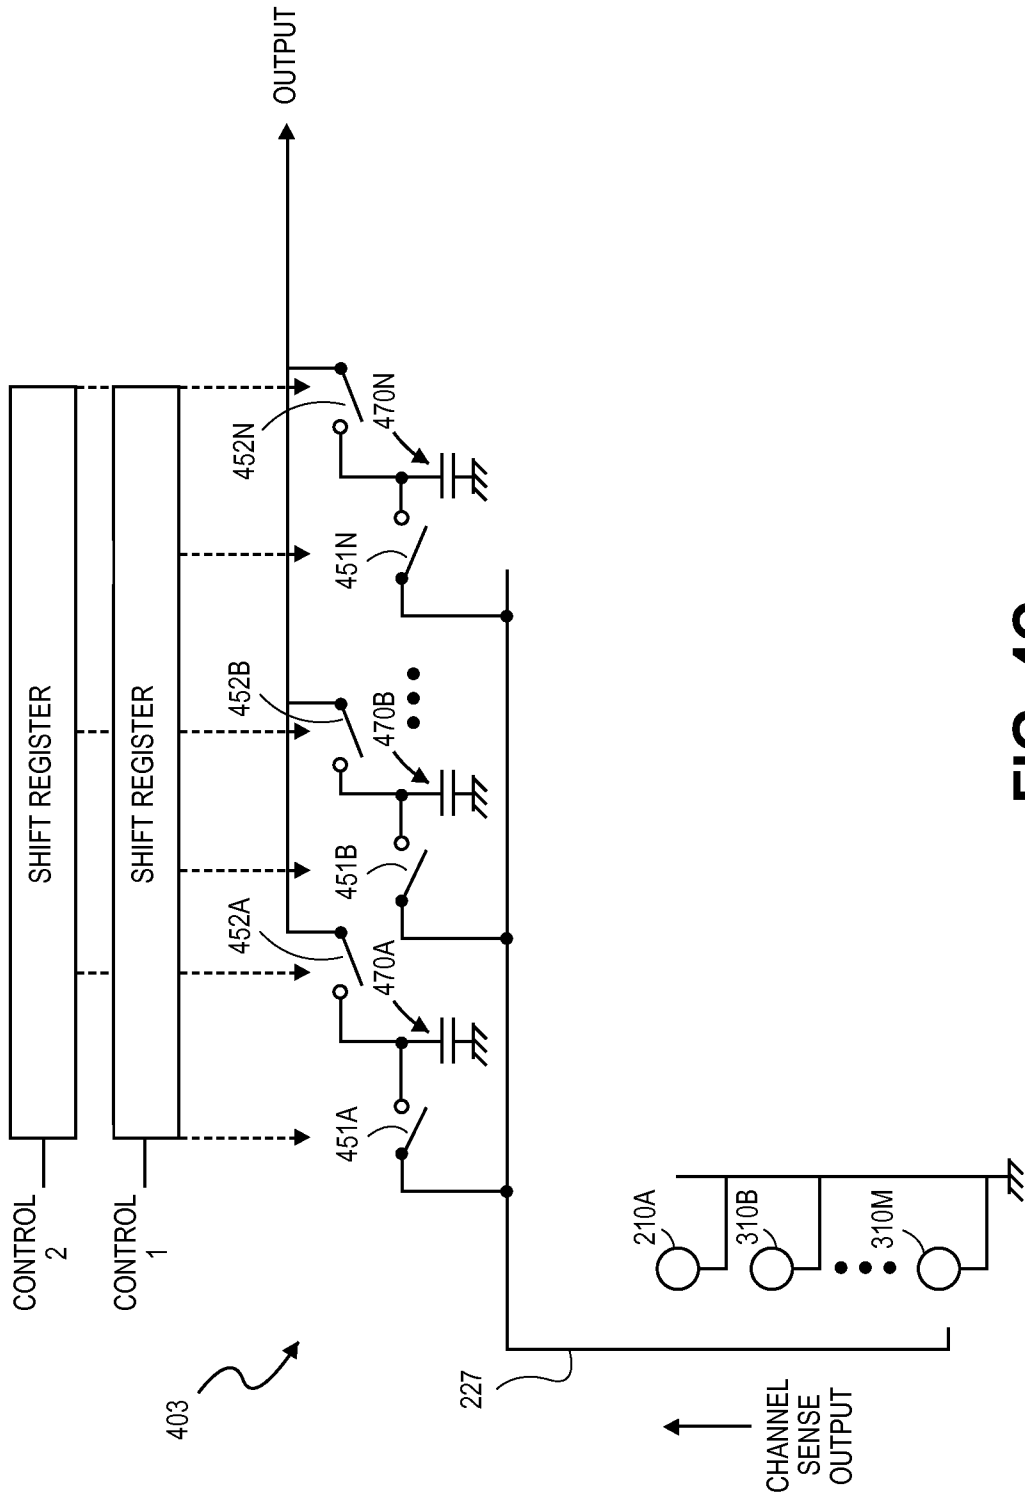 CONTROL
2
SHIFT REGISTER
CONTROL
1
SHIFT REGISTER
OUTPUT
403
452A
452B
452N
451A
470A
451B
470B
451N
470N
227
210A
310B
310M
CHANNEL
SENSE
OUTPUT
FIG.